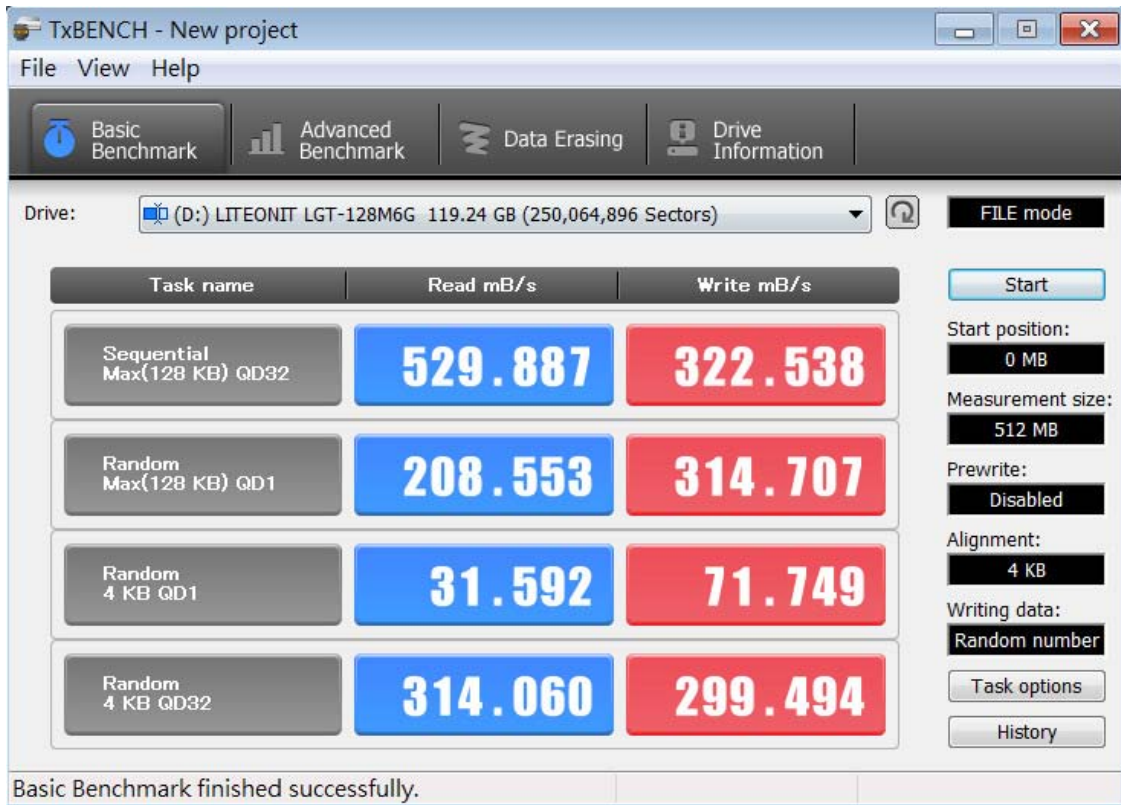 TxBENCH - New project
File View Help
Basic
Benchmark
Advanced
Benchmark
Data Erasing
Drive
Information
Drive:
(D:) LITEONIT LGT-128M6G 119.24 GB (250,064,896 Sectors)
FILE mode
Task name
Read mB/s
Write mB/s
Start
Sequential
Max(128 KB) QD32
529.887
322.538
Start position:
0 MB
Measurement size:
512 MB
Random
Max(128 KB) QD1
208.553
314.707
Prewrite:
Disabled
Alignment:
4 KB
Random
4 KB QD1
31.592
71.749
Writing data:
Random number
Random
4 KB QD32
314.060
299.494
Task options
History
Basic Benchmark finished successfully.